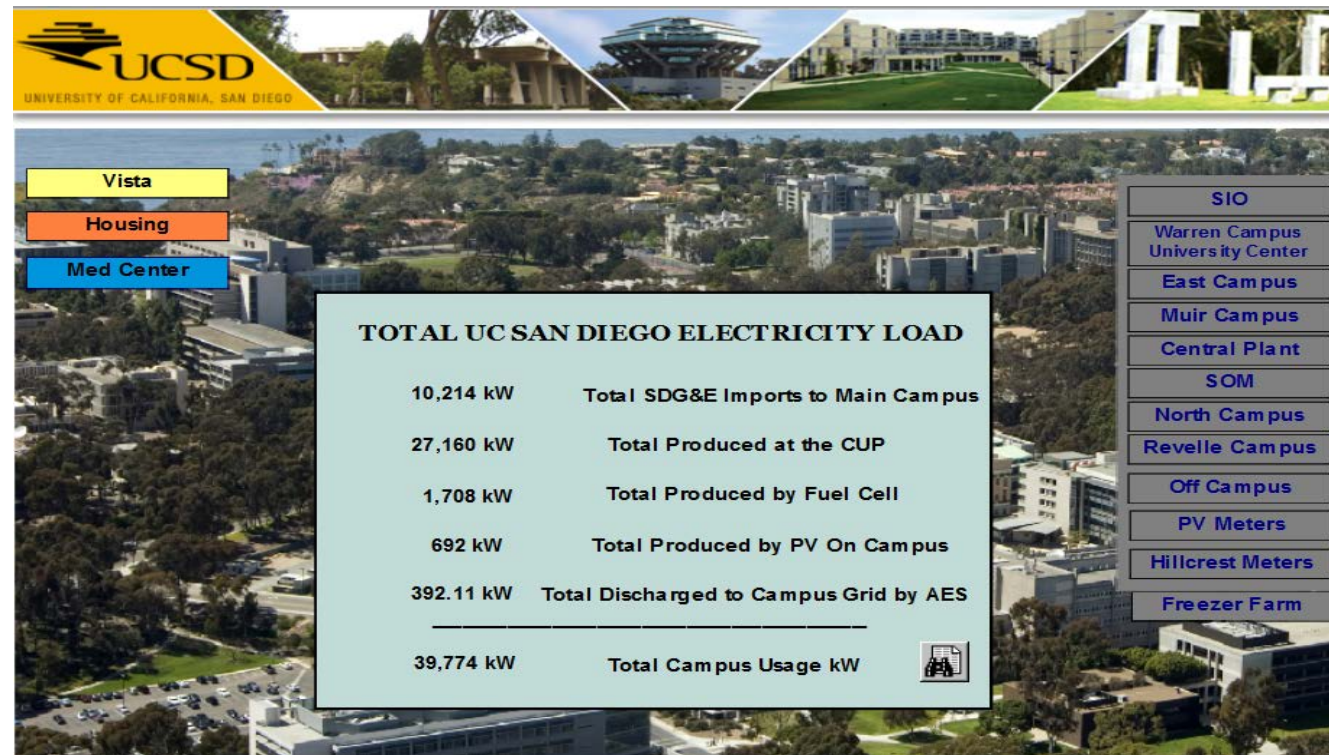 UCSD
UNIVERSITY OF CALIFORNIA, SAN DIEGO
Vista
Housing
Med Center
TOTAL UC SAN DIEGO ELECTRICITY LOAD
10,214 kW Total SDG&E Imports to Main Campus
27,160 kW Total Produced at the CUP
1,708 kW Total Produced by Fuel Cell
692 kW Total Produced by PV On Campus
392.11 kW Total Discharged to Campus Grid by AES
39,774 kW Total Campus Usage kW
SIO
Warren Campus
University Center
East Campus
Muir Campus
Central Plant
SOM
North Campus
Revelle Campus
Off Campus
PV Meters
Hillcrest Meters
Freezer Farm